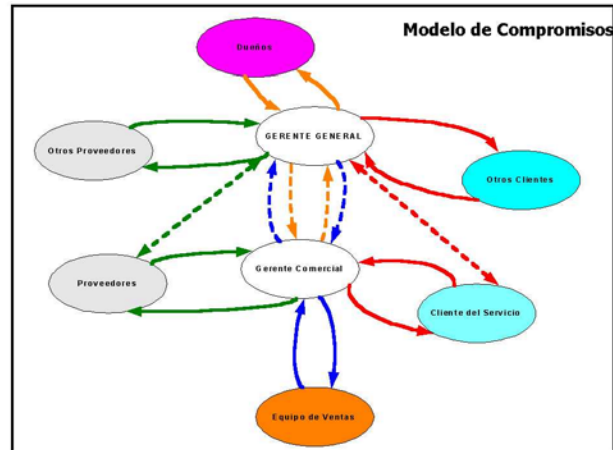 Modelo de Compromisos
Dueños
GERENTE GENERAL
Otros Proveedores
Otros Clientes
Gerente Comercial
Proveedores
Cliente del Servicio
Equipo de Ventas